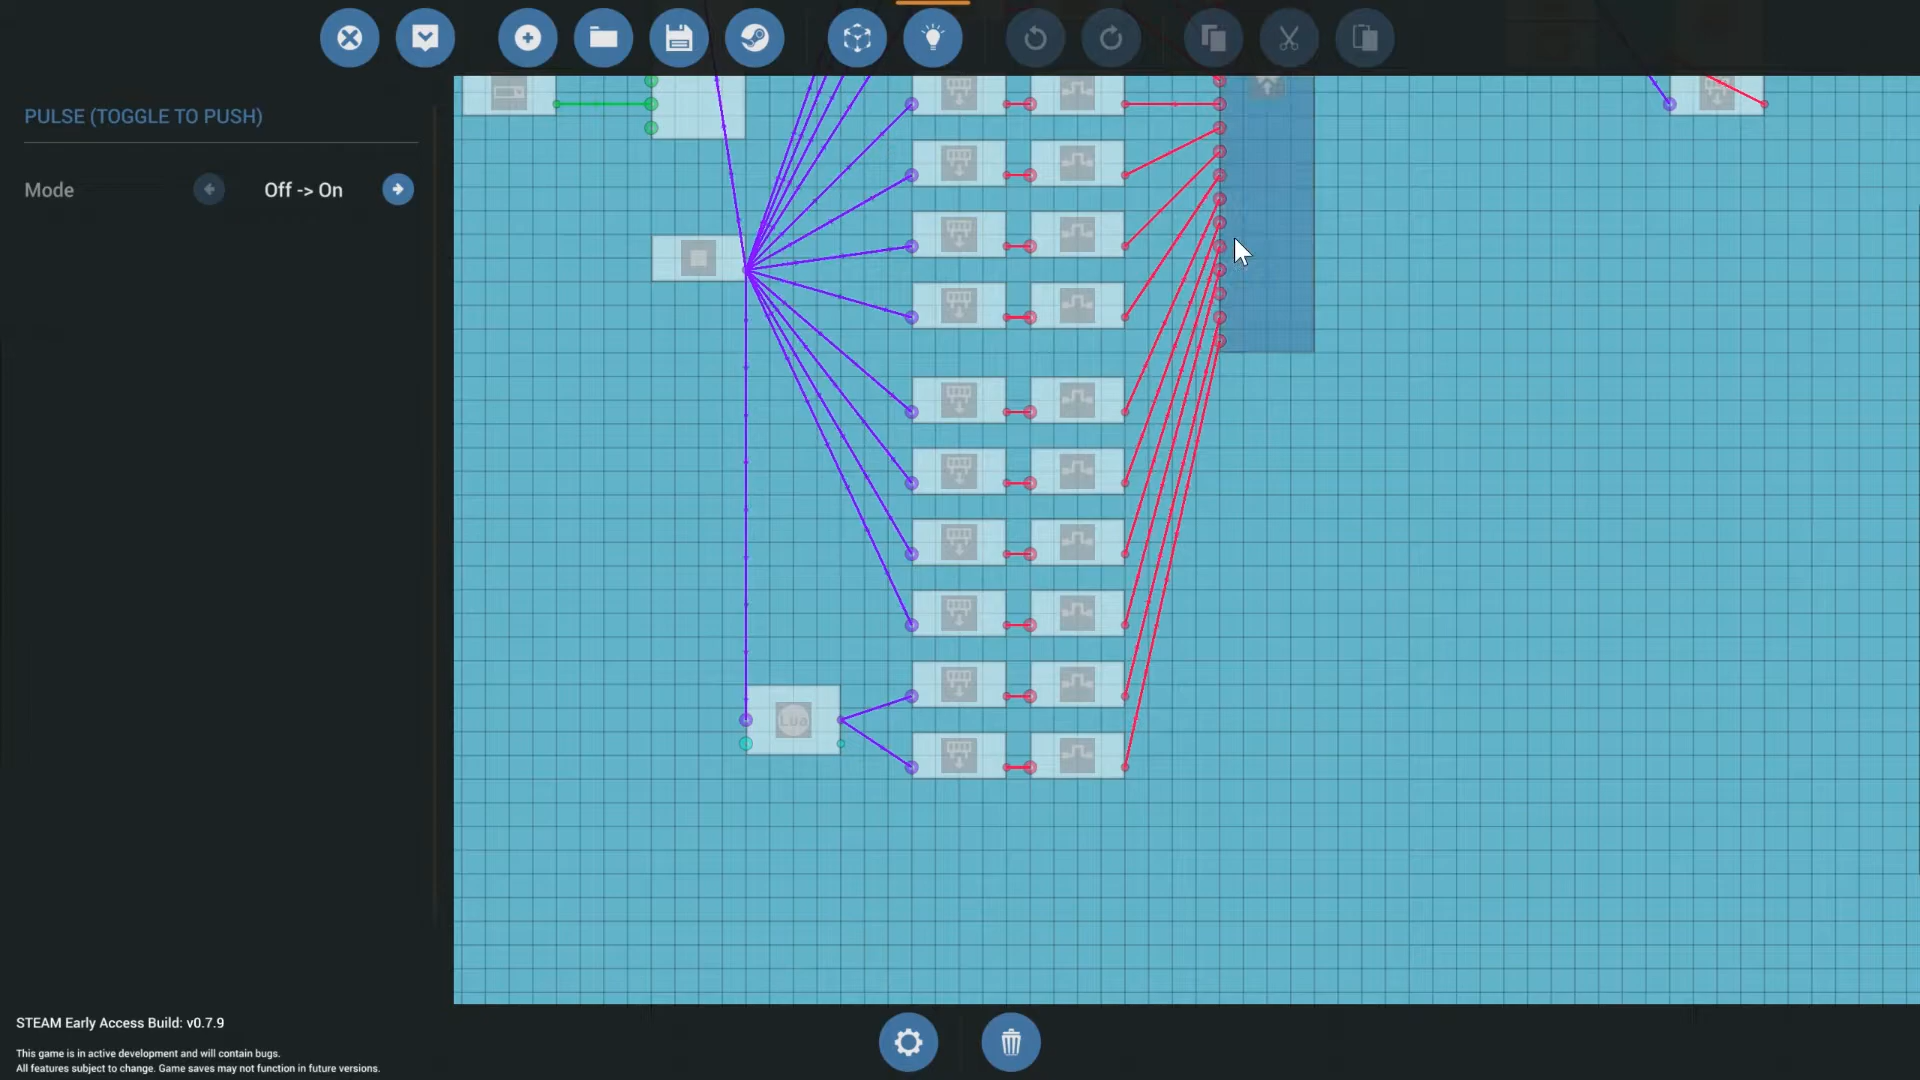 PULSE (TOGGLE TO PUSH)
Mode
Off -> On
Lua
STEAM Early Access Build: v0.7.9
This game is in active development and will contain bugs.
All features subject to change. Game saves may not function in future versions.